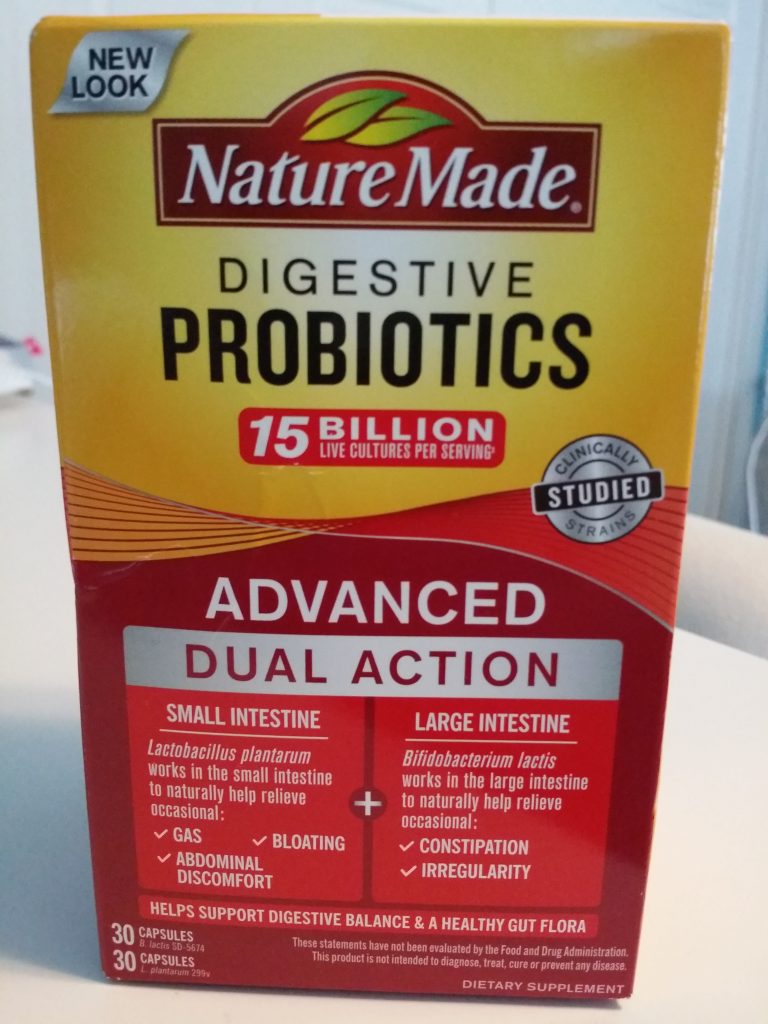 NEW
LOOK
Nature Made®
DIGESTIVE
PROBIOTICS
15 BILLION
LIVE CULTURES PER SERVING‡
CLINICALLY
STUDIED
STRAINS
ADVANCED
DUAL ACTION
SMALL INTESTINE
Lactobacillus plantarum
works in the small intestine
to naturally help relieve
occasional:
✓ GAS
✓ BLOATING
✓ ABDOMINAL
DISCOMFORT
+
LARGE INTESTINE
Bifidobacterium lactis
works in the large intestine
to naturally help relieve
occasional:
✓ CONSTIPATION
✓ IRREGULARITY
HELPS SUPPORT DIGESTIVE BALANCE & A HEALTHY GUT FLORA
30 CAPSULES
B. lactis SD-5674
30 CAPSULES
L. plantarum 299v
These statements have not been evaluated by the Food and Drug Administration.
This product is not intended to diagnose, treat, cure or prevent any disease.
DIETARY SUPPLEMENT